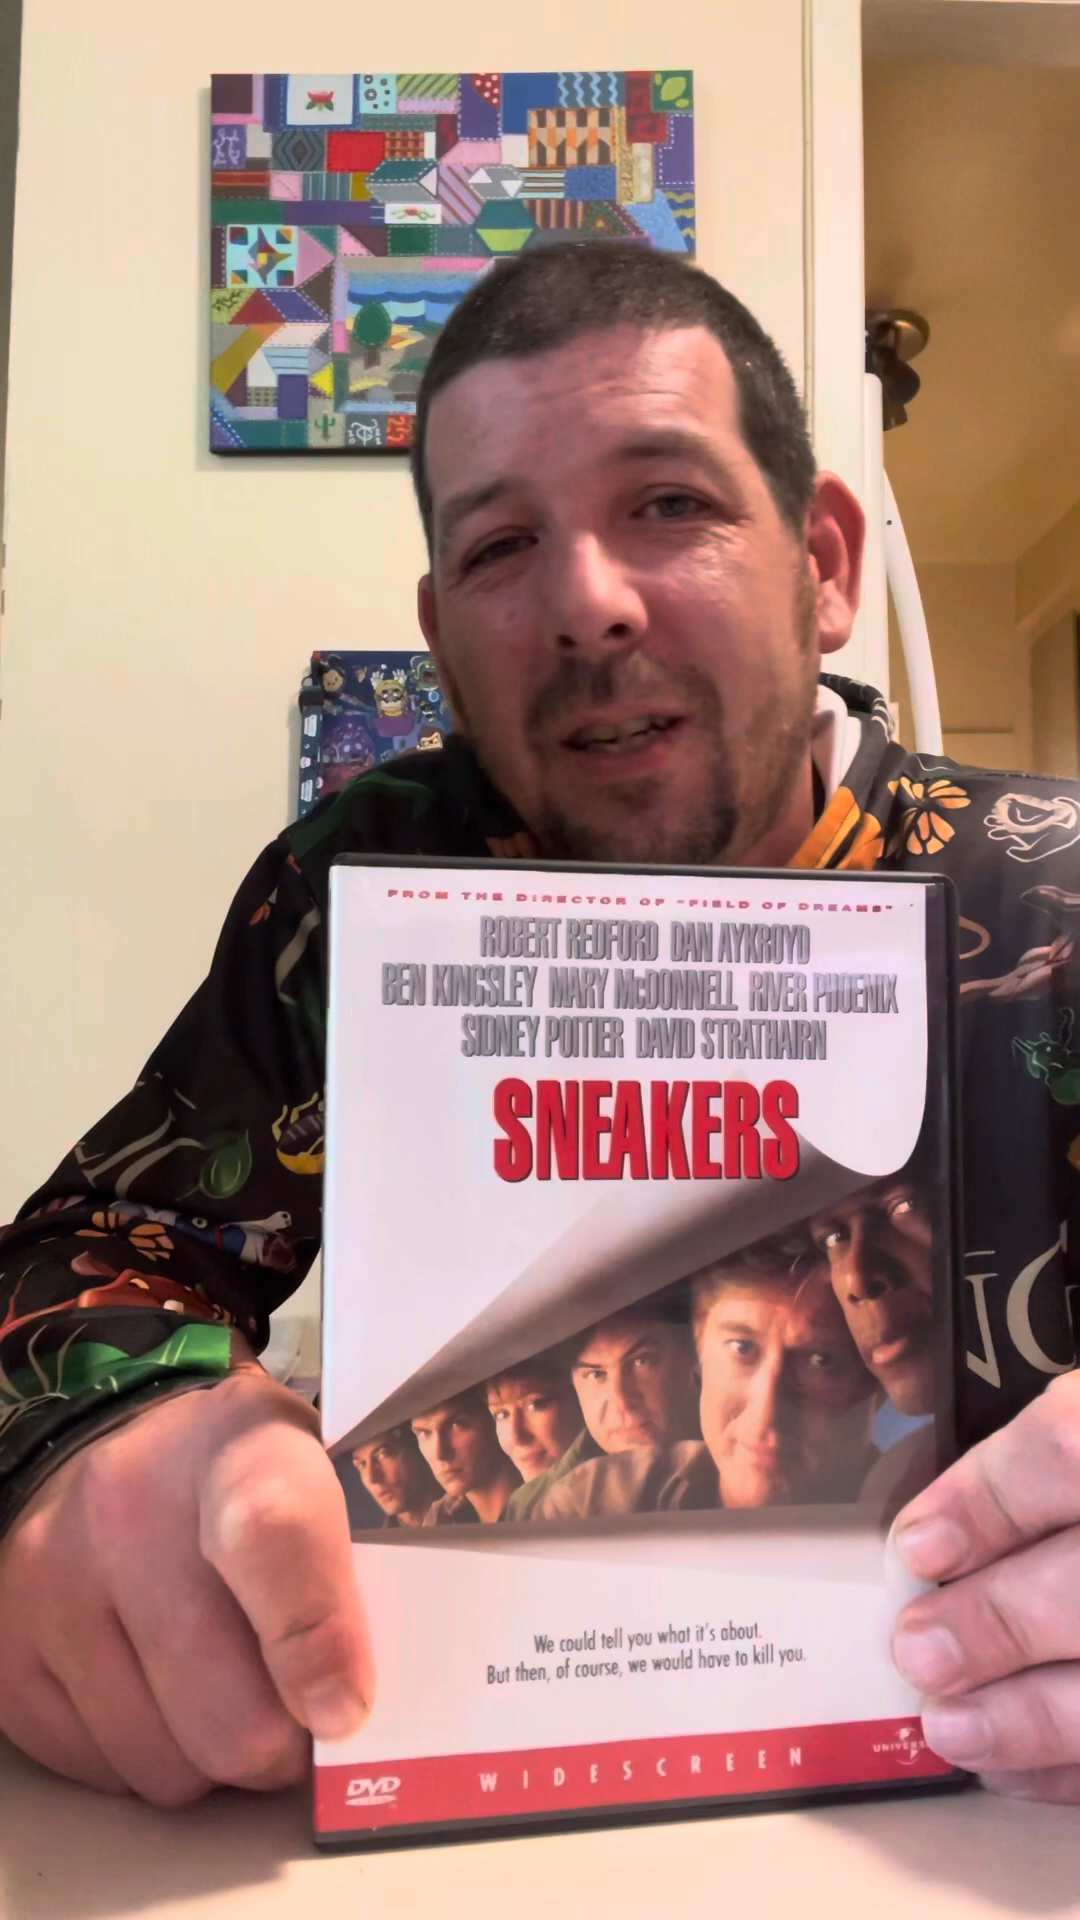 FROM THE DIRECTOR OF "FIELD OF DREAMS"
ROBERT REDFORD DAN AYKROYD
BEN KINGSLEY MARY McDONNELL RIVER PHOENIX
SIDNEY POITIER DAVID STRATHAIRN
SNEAKERS
We could tell you what it's about.
But then, of course, we would have to kill you.
DVD
WIDESCREEN